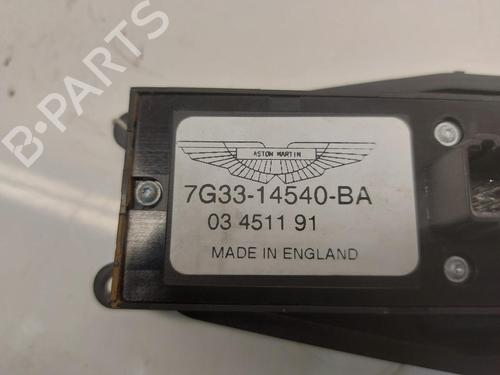 B-PARTS
ASTON MARTIN
7G33-14540-BA
03 4511 91
MADE IN ENGLAND